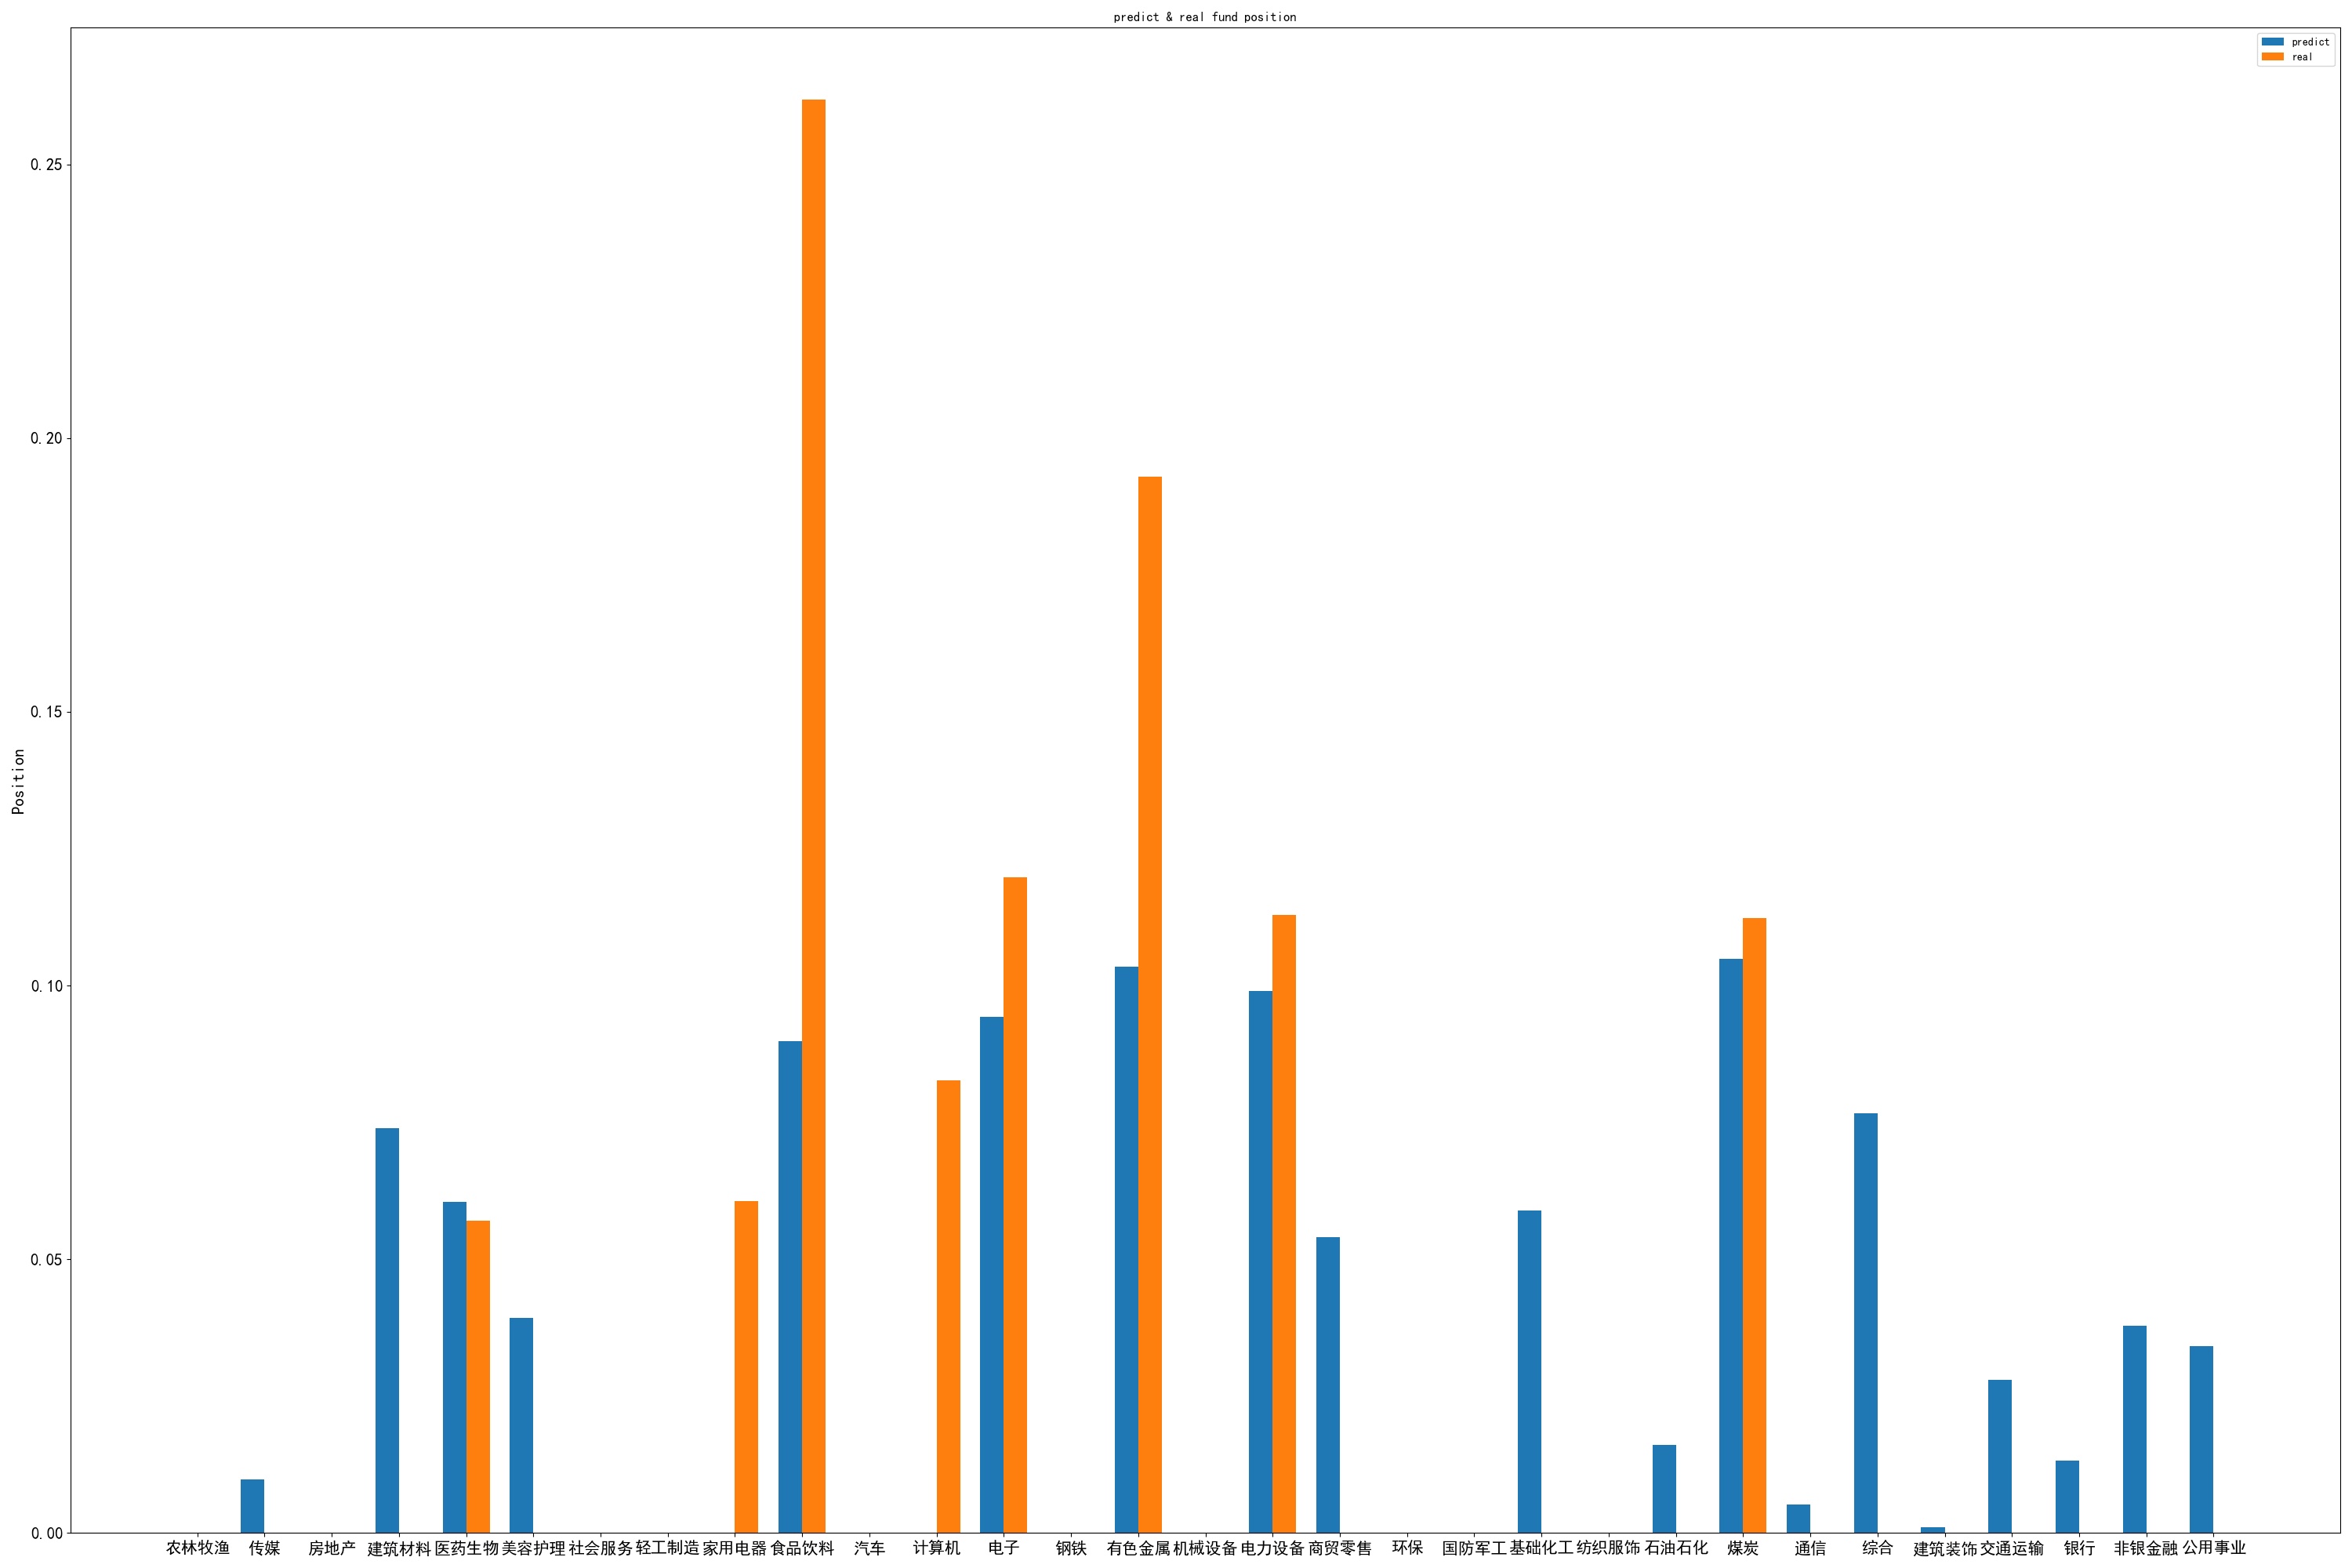 predict & real fund position
predict
real
0.25
0.20
0.15
0.10
0.05
0.00
Position
农林牧渔 传媒 房地产 建筑材料 医药生物 美容护理 社会服务 轻工制造 家用电器 食品饮料 汽车 计算机 电子 钢铁 有色金属 机械设备 电力设备 商贸零售 环保 国防军工 基础化工 纺织服饰 石油石化 煤炭 通信 综合 建筑装饰 交通运输 银行 非银金融 公用事业